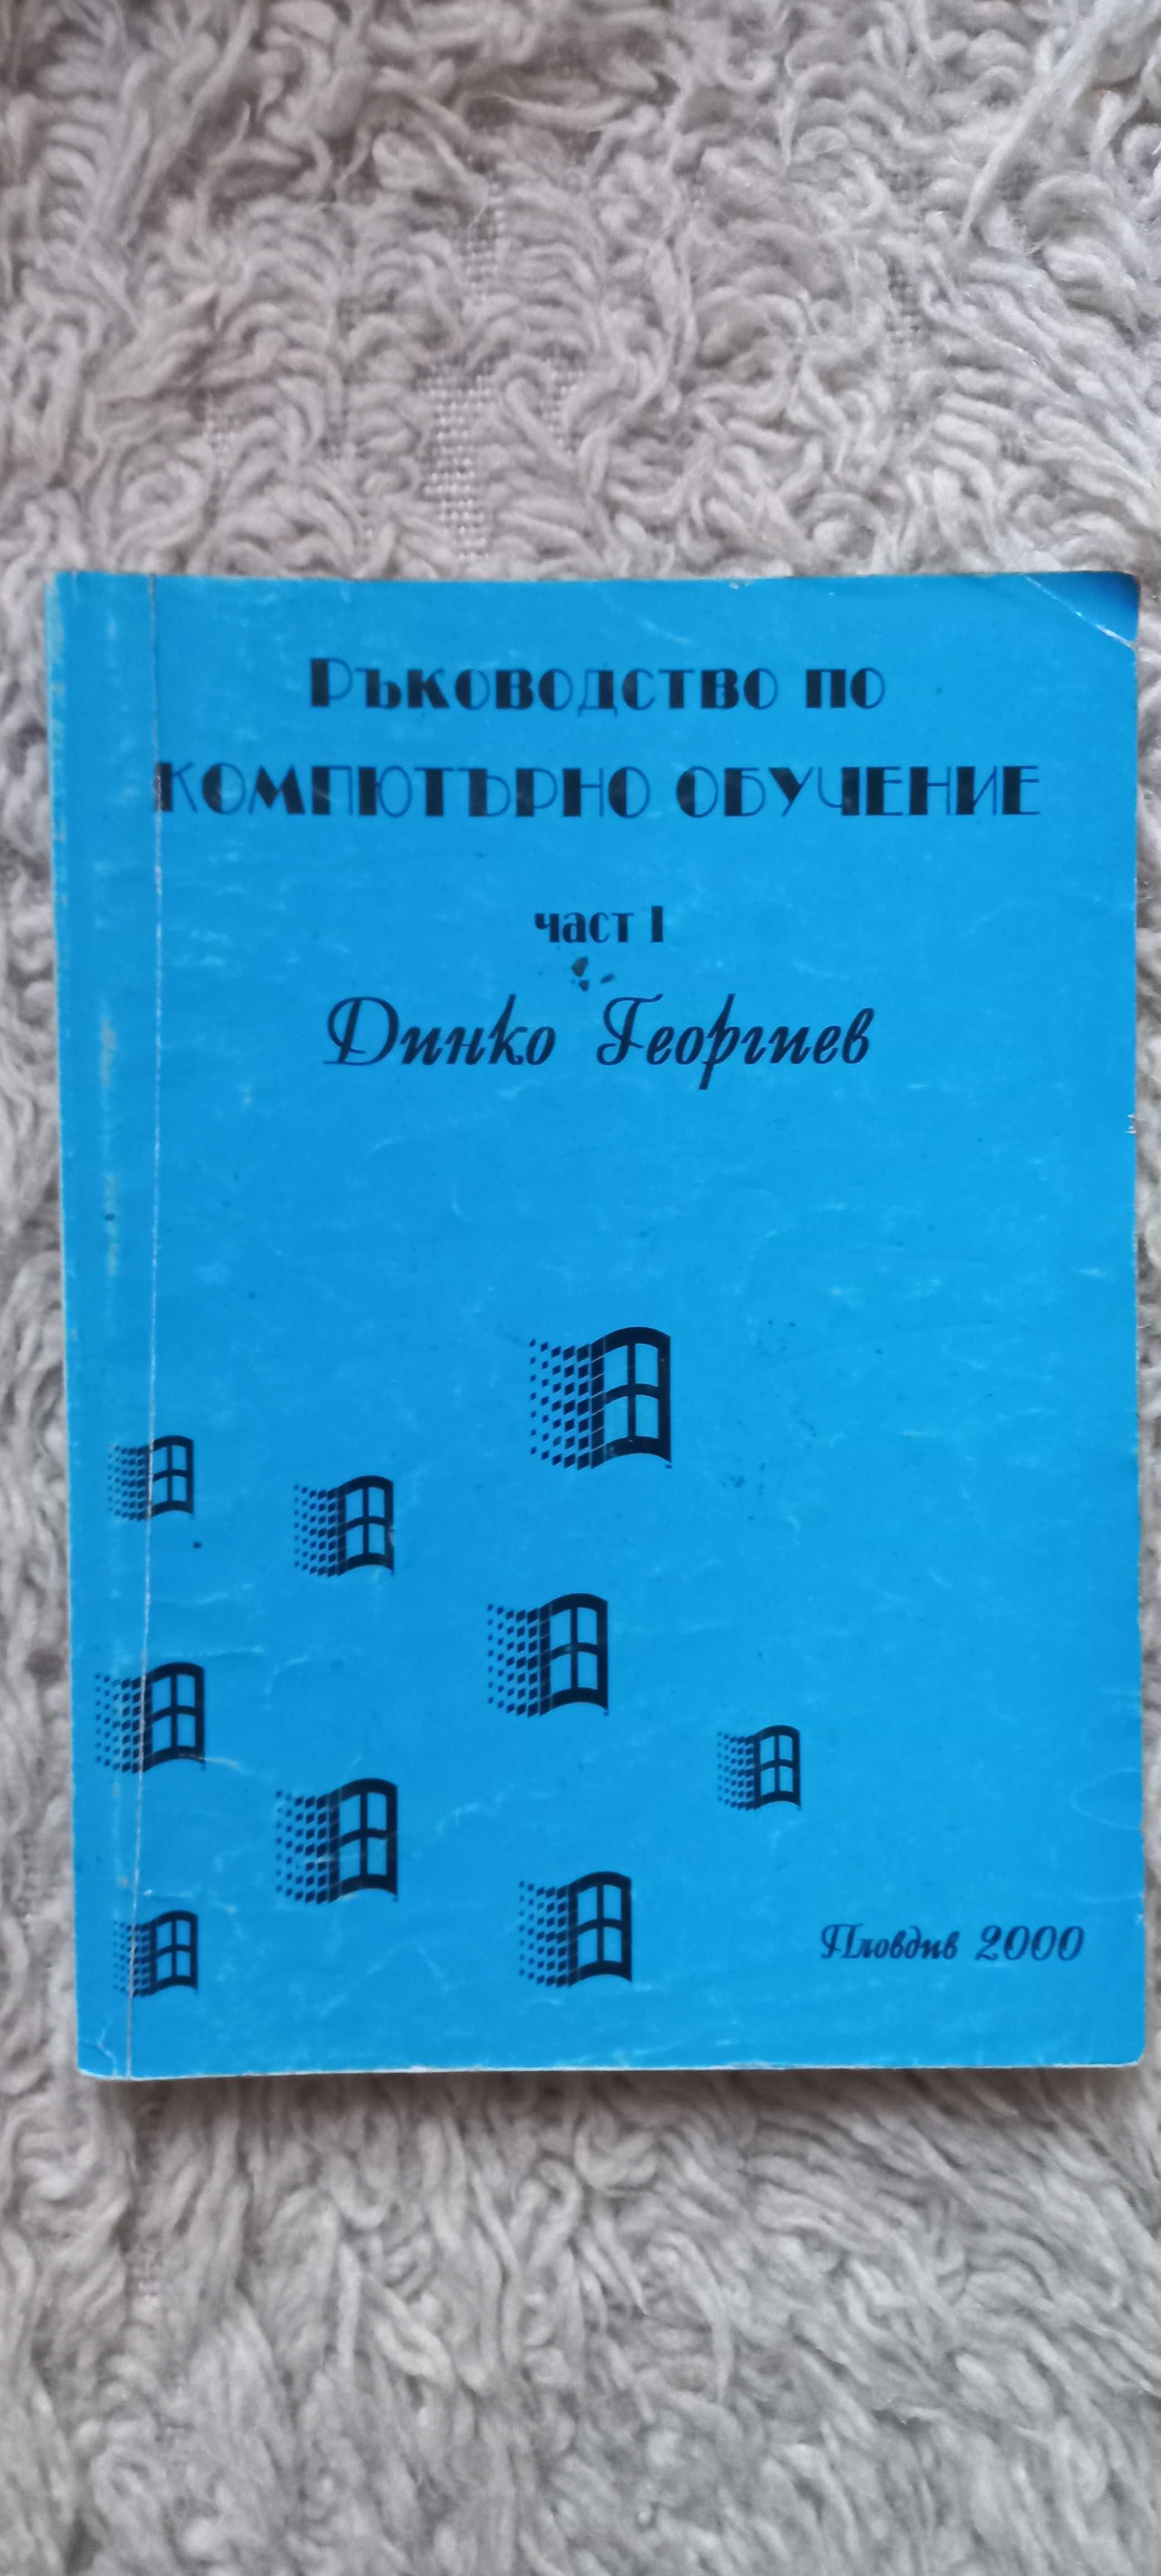 Ръководство по
КОМПЮТЪРНО ОБУЧЕНИЕ
част I
Динко Георгиев
Пловдив 2000